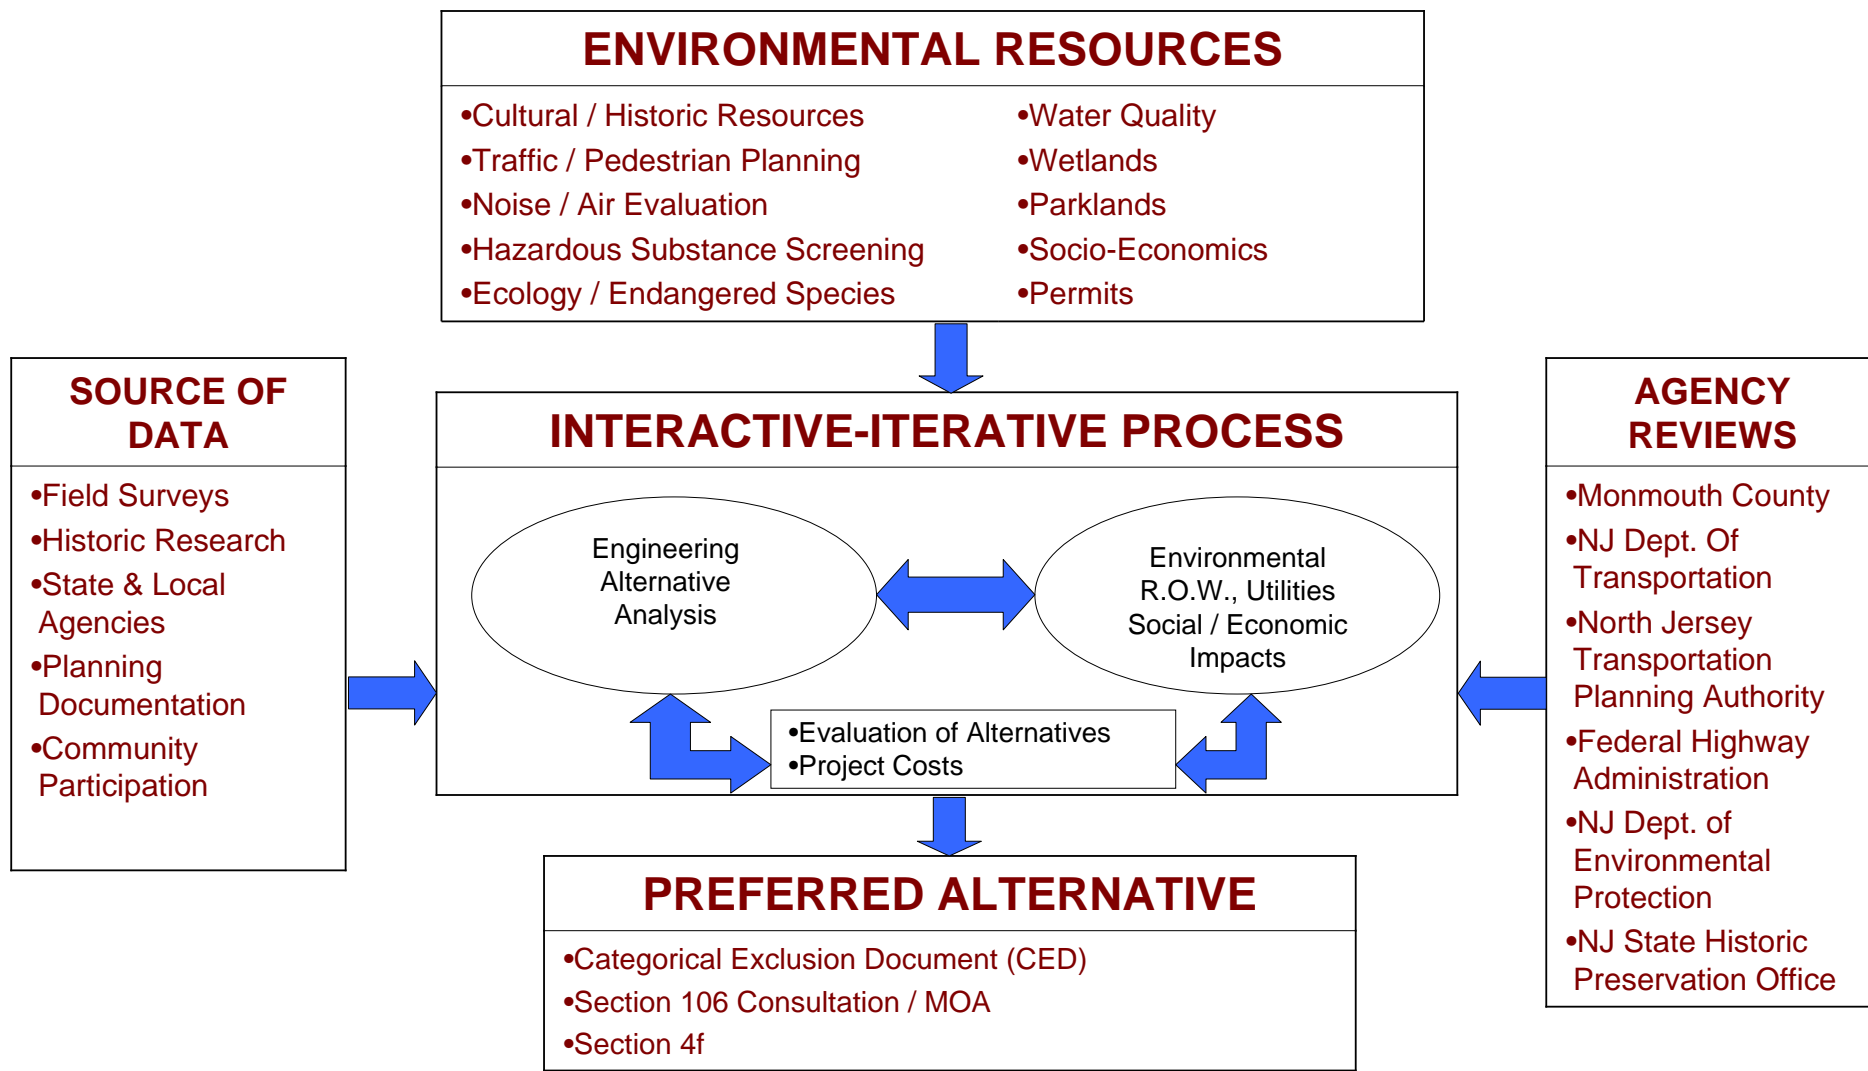 ENVIRONMENTAL RESOURCES
•Cultural / Historic Resources
•Traffic / Pedestrian Planning
•Noise / Air Evaluation
•Hazardous Substance Screening
•Ecology / Endangered Species
•Water Quality
•Wetlands
•Parklands
•Socio-Economics
•Permits
SOURCE OF
DATA
•Field Surveys
•Historic Research
•State & Local
Agencies
•Planning
Documentation
•Community
Participation
INTERACTIVE-ITERATIVE PROCESS
Engineering
Alternative
Analysis
Environmental
R.O.W., Utilities
Social / Economic
Impacts
•Evaluation of Alternatives
•Project Costs
AGENCY
REVIEWS
•Monmouth County
•NJ Dept. Of
Transportation
•North Jersey
Transportation
Planning Authority
•Federal Highway
Administration
•NJ Dept. of
Environmental
Protection
•NJ State Historic
Preservation Office
PREFERRED ALTERNATIVE
•Categorical Exclusion Document (CED)
•Section 106 Consultation / MOA
•Section 4f